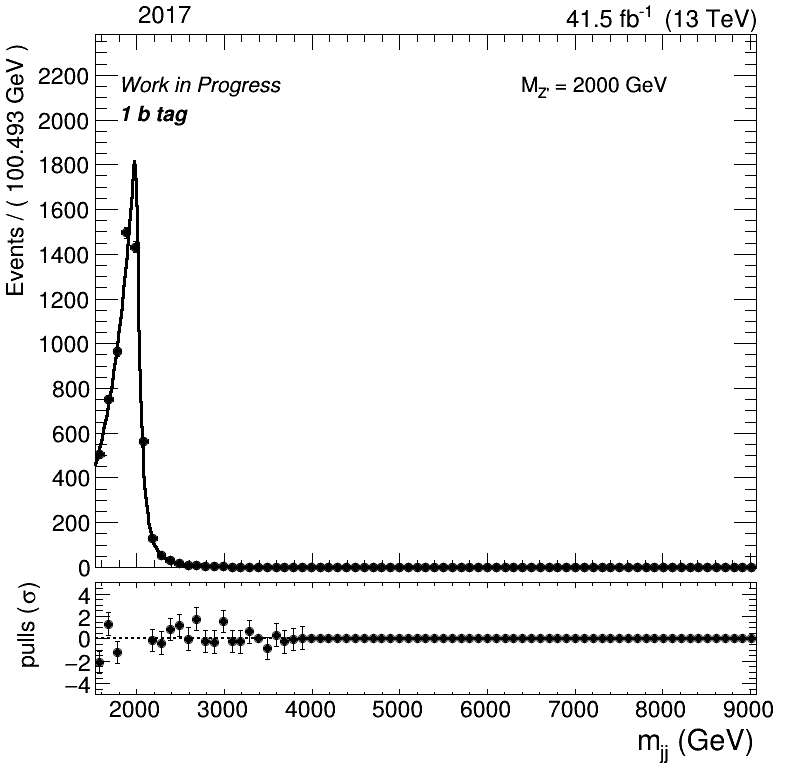 2017 41.5 fb⁻¹ (13 TeV)
Events / ( 100.493 GeV )
2200
2000
1800
1600
1400
1200
1000
800
600
400
200
0
Work in Progress
1 b tag
M_Z' = 2000 GeV
pulls (σ)
4
2
0
−2
−4
2000 3000 4000 5000 6000 7000 8000 9000
m_jj (GeV)